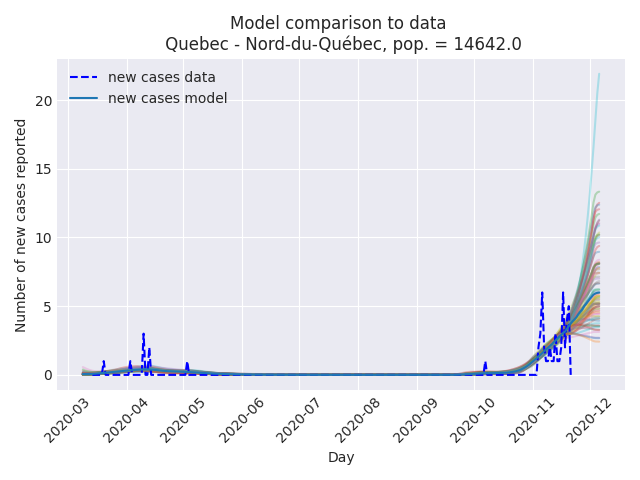 Model comparison to data
Quebec - Nord-du-Québec, pop. = 14642.0
new cases data
new cases model
Number of new cases reported
20
15
10
5
0
2020-03
2020-04
2020-05
2020-06
2020-07
2020-08
2020-09
2020-10
2020-11
2020-12
Day